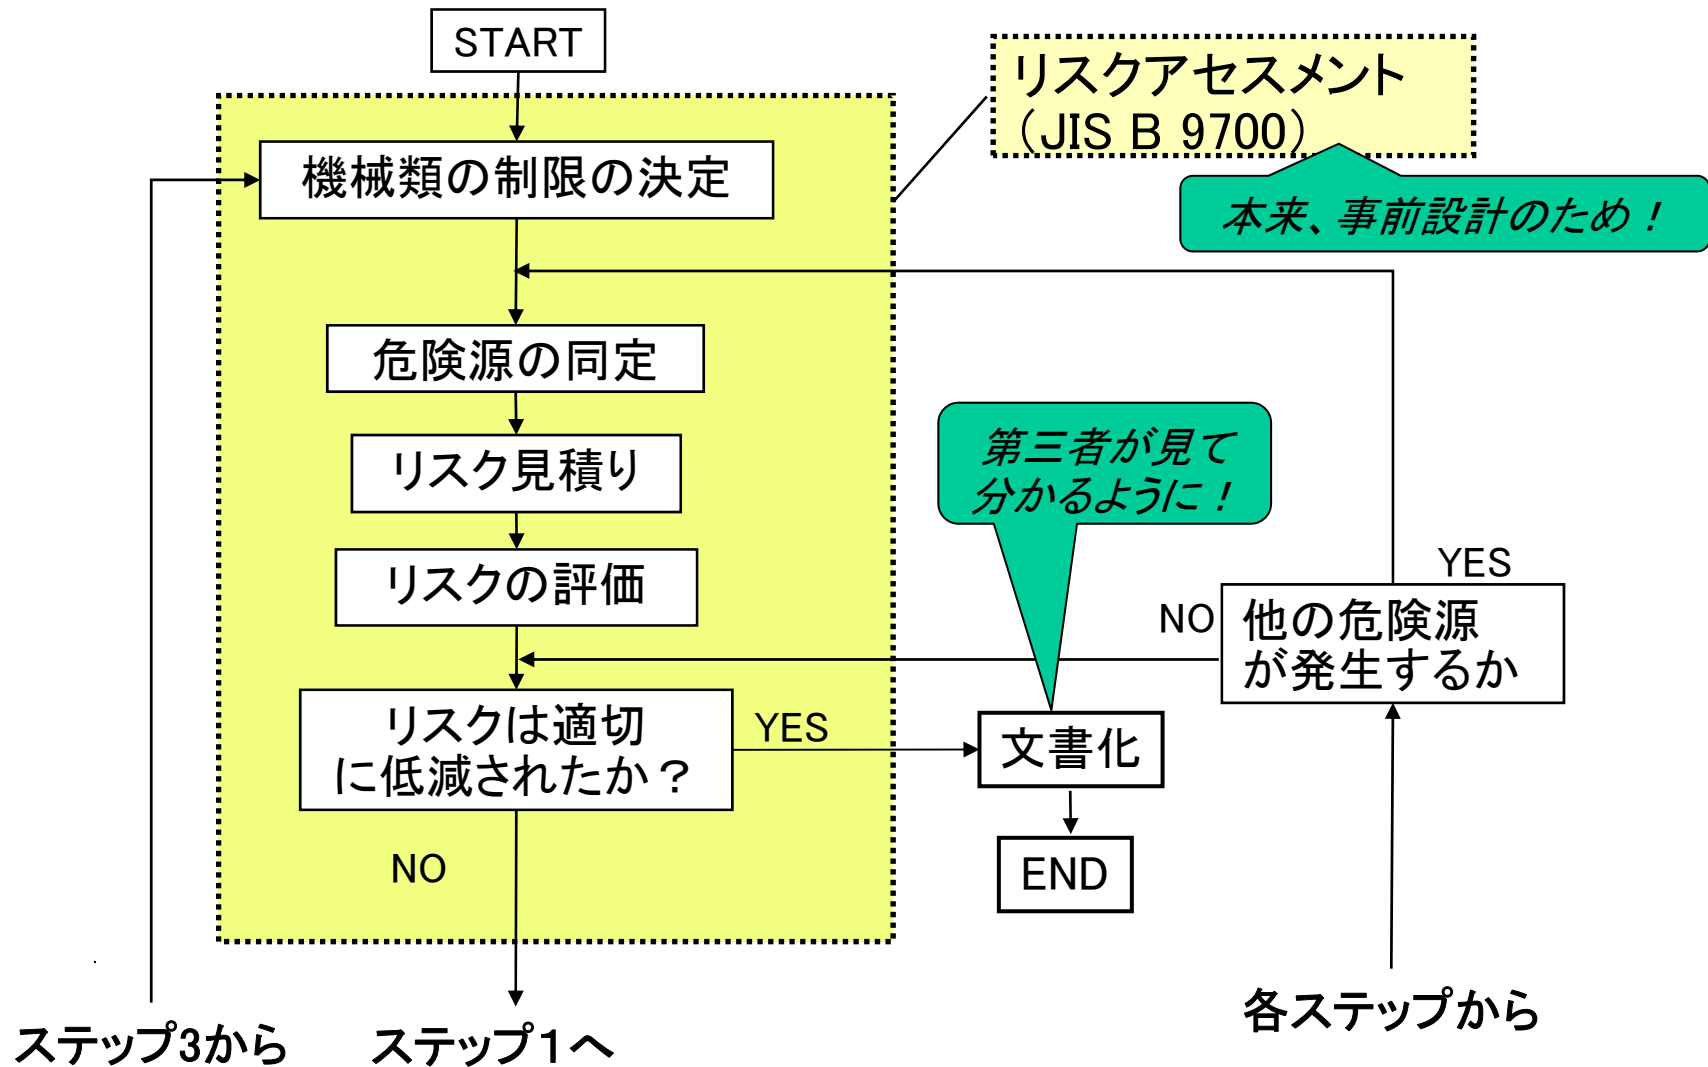 START
リスクアセスメント
（JIS B 9700）
本来、事前設計のため！
機械類の制限の決定
危険源の同定
リスク見積り
リスクの評価
第三者が見て
分かるように！
YES
NO
他の危険源
が発生するか
リスクは適切
に低減されたか？
YES
文書化
NO
END
ステップ3から
ステップ１へ
各ステップから